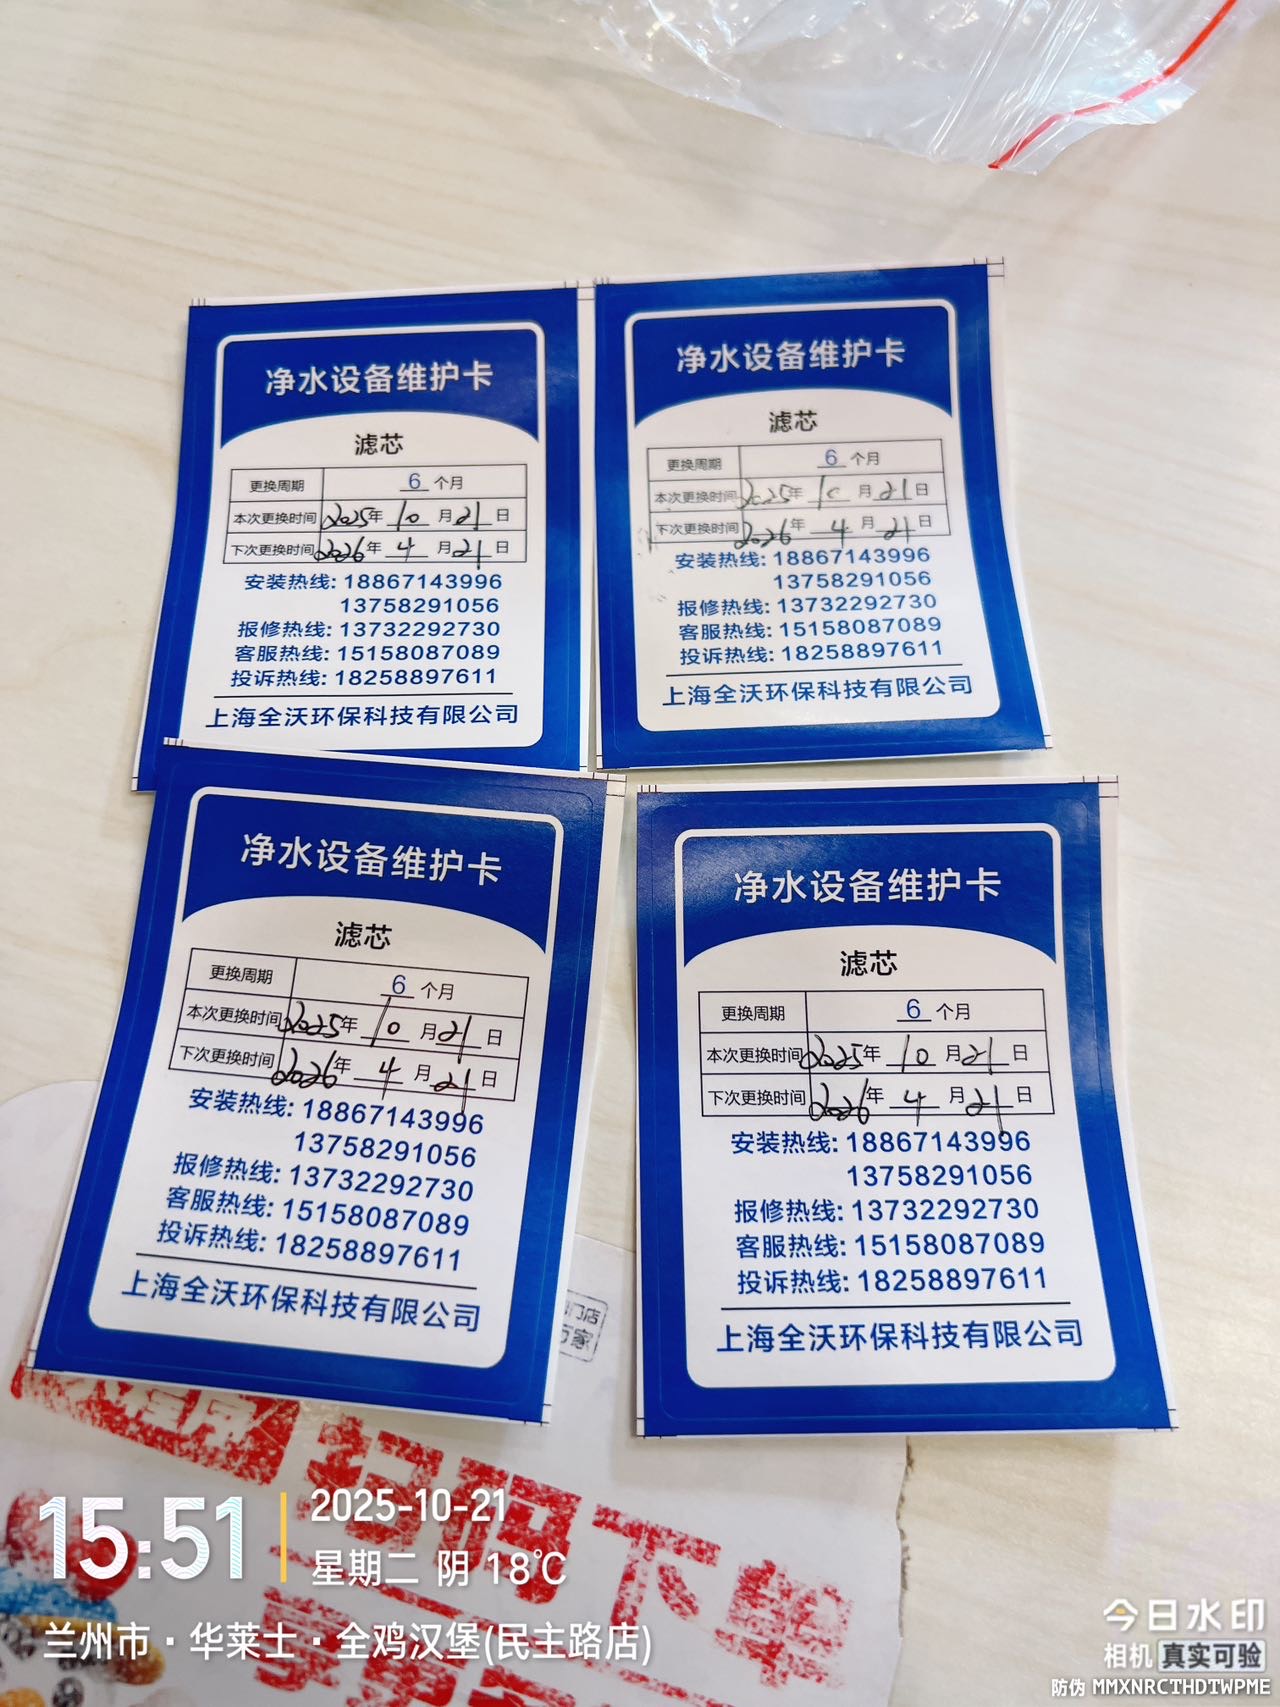 净水设备维护卡
滤芯
更换周期 6 个月
本次更换时间 2025年 10 月 21 日
下次更换时间 2026年 4 月 21 日
安装热线: 18867143996
13758291056
报修热线: 13732292730
客服热线: 15158087089
投诉热线: 18258897611
上海全沃环保科技有限公司
净水设备维护卡
滤芯
更换周期 6 个月
本次更换时间 2025年 10 月 21 日
下次更换时间 2026年 4 月 21 日
安装热线: 18867143996
13758291056
报修热线: 13732292730
客服热线: 15158087089
投诉热线: 18258897611
上海全沃环保科技有限公司
净水设备维护卡
滤芯
更换周期 6 个月
本次更换时间 2025年 10 月 21 日
下次更换时间 2026年 4 月 21 日
安装热线: 18867143996
13758291056
报修热线: 13732292730
客服热线: 15158087089
投诉热线: 18258897611
上海全沃环保科技有限公司
净水设备维护卡
滤芯
更换周期 6 个月
本次更换时间 2025年 10 月 21 日
下次更换时间 2026年 4 月 21 日
安装热线: 18867143996
13758291056
报修热线: 13732292730
客服热线: 15158087089
投诉热线: 18258897611
上海全沃环保科技有限公司
门店
万家
扫码下单
享
15:51
2025-10-21
星期二 阴 18℃
兰州市·华莱士·全鸡汉堡(民主路店)
今日水印
相机 真实可验
防伪 MMXNRCTHDTWPME